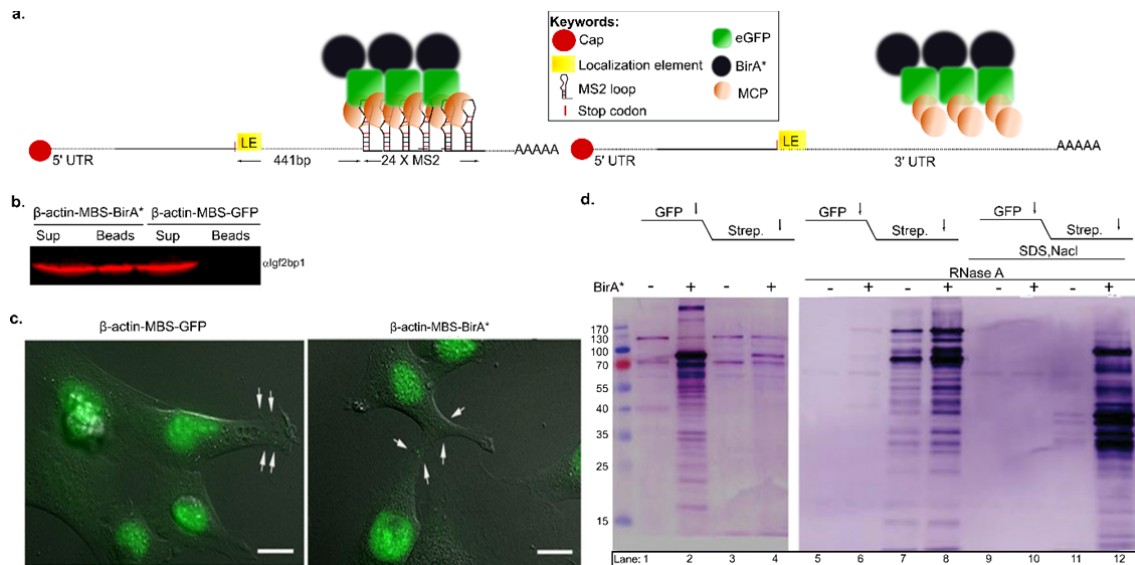 a.
Keywords:
Cap
Localization element
MS2 loop
Stop codon
eGFP
BirA*
MCP
LE
5' UTR
441bp
24 X MS2
AAAAA
LE
5' UTR
3' UTR
AAAAA
b.
β-actin-MBS-BirA* β-actin-MBS-GFP
Sup Beads Sup Beads
αIgf2bp1
c.
β-actin-MBS-GFP
β-actin-MBS-BirA*
d.
GFP
Strep.
GFP
Strep.
GFP
Strep.
SDS,NacI
RNase A
BirA* - + - + - + - + - + - +
170
130
100
70
55
40
35
25
15
Lane: 1 2 3 4 5 6 7 8 9 10 11 12